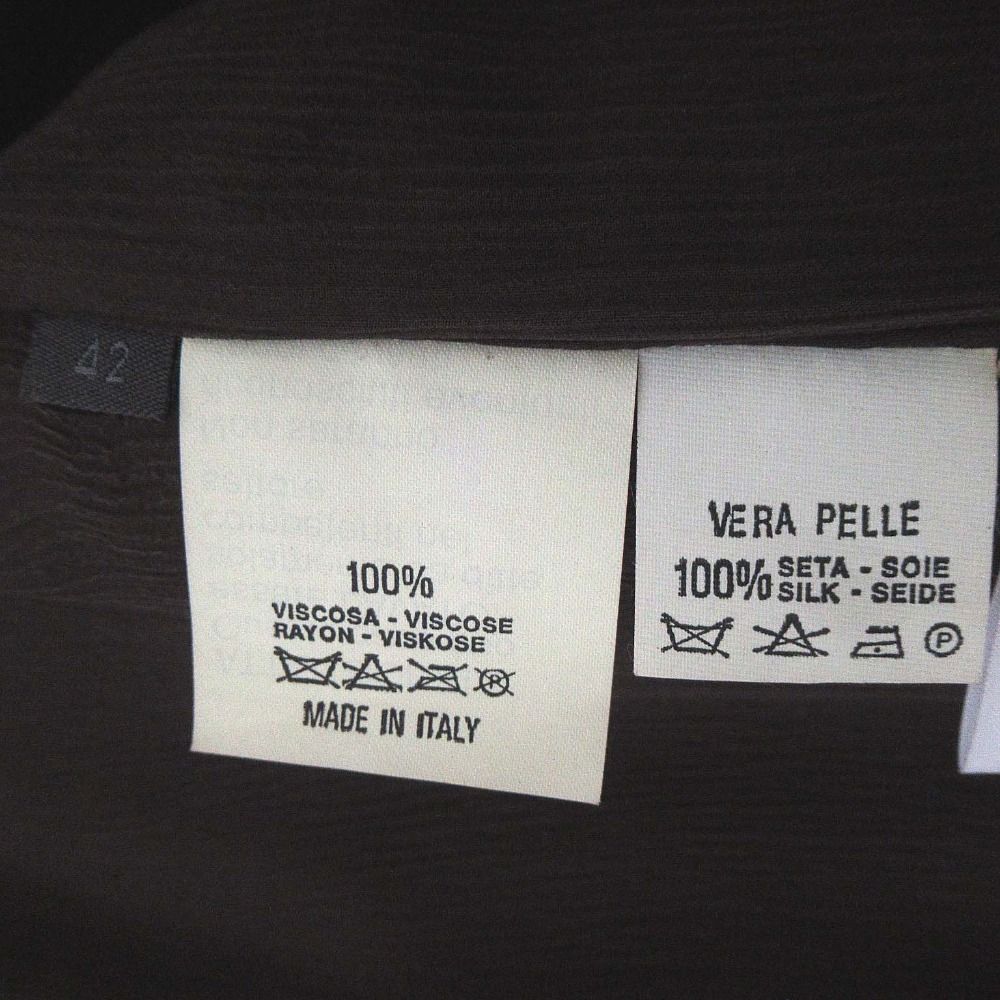 42
100%
VISCOSA - VISCOSE
RAYON - VISKOSE
MADE IN ITALY
VERA PELLE
100% SETA - SOIE
SILK - SEIDE
P